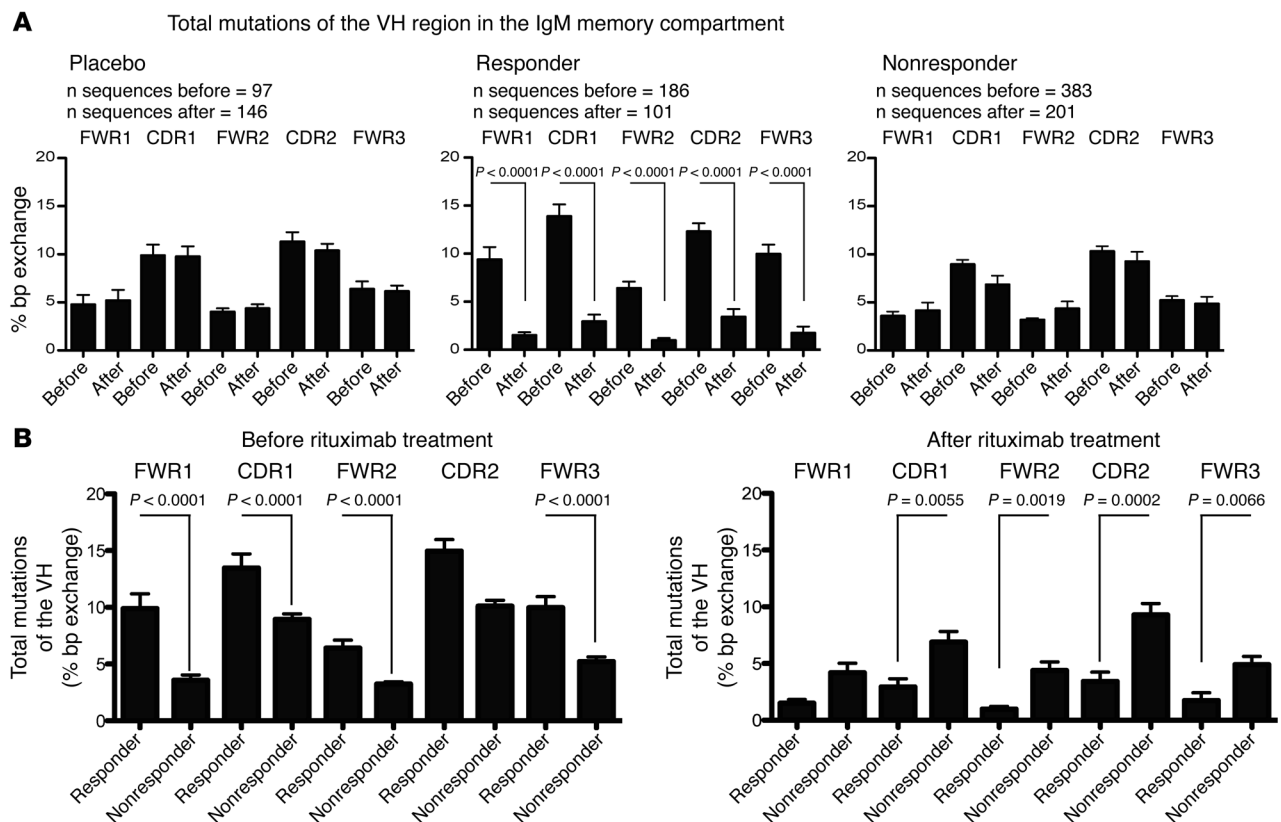 A
Total mutations of the VH region in the IgM memory compartment
Placebo
n sequences before = 97
n sequences after = 146
FWR1 CDR1 FWR2 CDR2 FWR3
20
15
10
5
0
% bp exchange
Before After Before After Before After Before After Before After
Responder
n sequences before = 186
n sequences after = 101
FWR1 CDR1 FWR2 CDR2 FWR3
P < 0.0001 P < 0.0001 P < 0.0001 P < 0.0001 P < 0.0001
20
15
10
5
0
Before After Before After Before After Before After Before After
Nonresponder
n sequences before = 383
n sequences after = 201
FWR1 CDR1 FWR2 CDR2 FWR3
20
15
10
5
0
Before After Before After Before After Before After Before After
B
Before rituximab treatment
FWR1 CDR1 FWR2 CDR2 FWR3
P < 0.0001 P < 0.0001 P < 0.0001 P < 0.0001
20
15
10
5
0
Total mutations
of the VH
(% bp exchange)
Responder Nonresponder Responder Nonresponder Responder Nonresponder Responder Nonresponder Responder Nonresponder
After rituximab treatment
FWR1 CDR1 FWR2 CDR2 FWR3
P = 0.0055 P = 0.0019 P = 0.0002 P = 0.0066
20
15
10
5
0
Total mutations
of the VH
(% bp exchange)
Responder Nonresponder Responder Nonresponder Responder Nonresponder Responder Nonresponder Responder Nonresponder